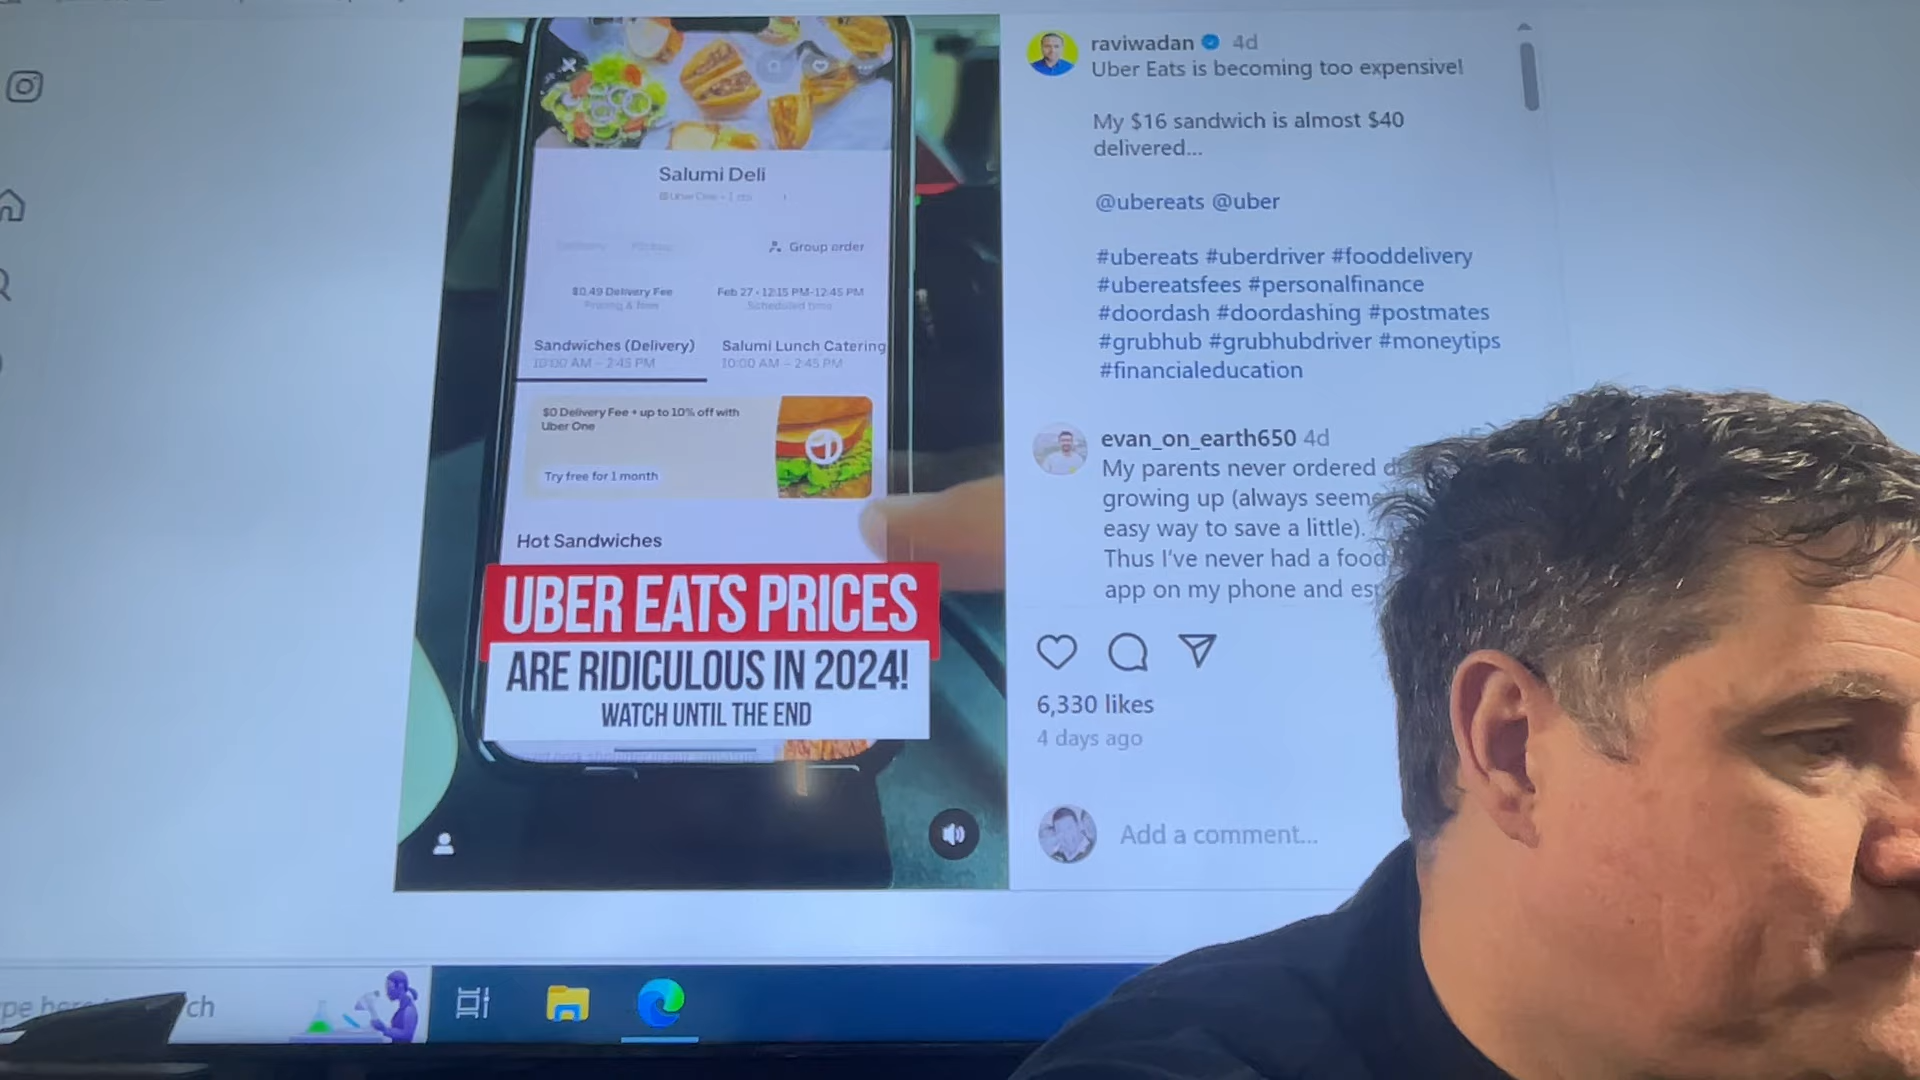 Salumi Deli
Group order
$0.49 Delivery Fee
Pricing & fees
Feb 27 • 12:15 PM-12:45 PM
Scheduled time
Sandwiches (Delivery)
10:00 AM – 2:45 PM
Salumi Lunch Catering
10:00 AM – 2:45 PM
$0 Delivery Fee + up to 10% off with
Uber One
Try free for 1 month
Hot Sandwiches
UBER EATS PRICES
ARE RIDICULOUS IN 2024!
WATCH UNTIL THE END
raviwadan 4d
Uber Eats is becoming too expensive!
My $16 sandwich is almost $40
delivered...
@ubereats @uber
#ubereats #uberdriver #fooddelivery
#ubereatsfees #personalfinance
#doordash #doordashing #postmates
#grubhub #grubhubdriver #moneytips
#financialeducation
evan_on_earth650 4d
My parents never ordered
growing up (always seeme
easy way to save a little).
Thus I've never had a food
app on my phone and esp
6,330 likes
4 days ago
Add a comment...